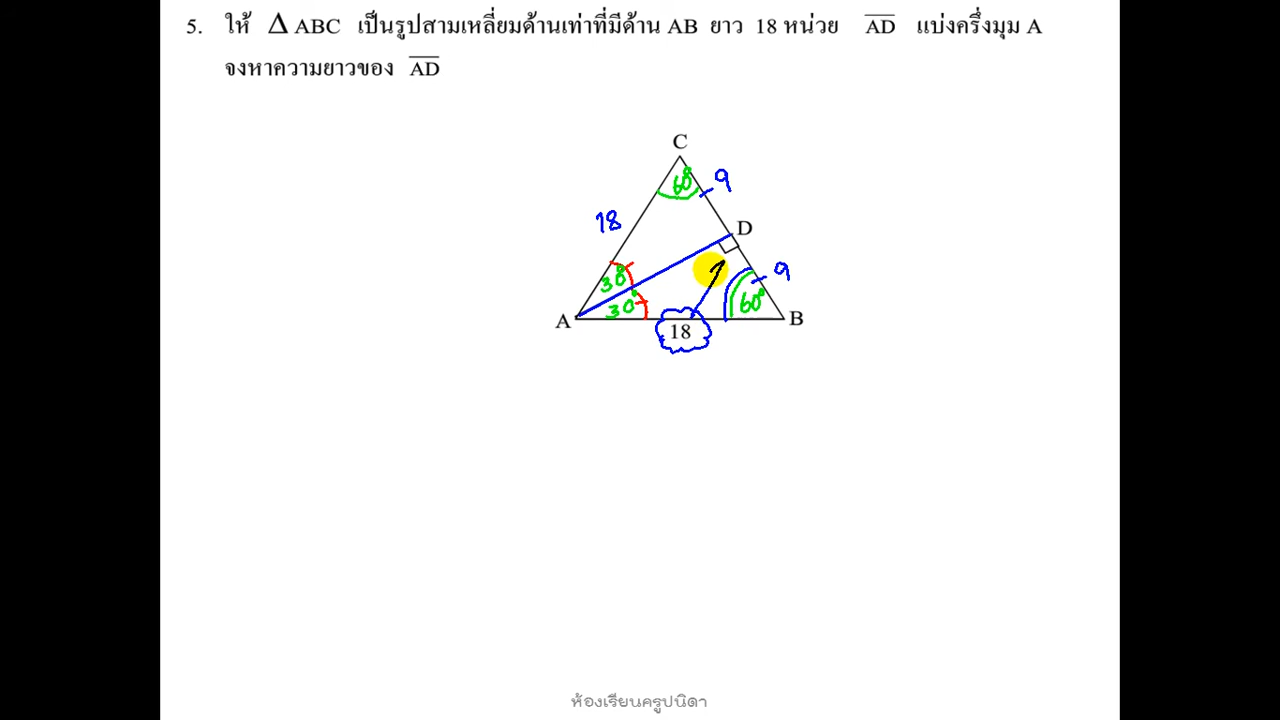 5. ให้ Δ ABC เป็นรูปสามเหลี่ยมด้านเท่าที่มีด้าน AB ยาว 18 หน่วย AD แบ่งครึ่งมุม A
จงหาความยาวของ AD
C
60°
9
18
D
30°
9
30°
60°
A
18
B
ห้องเรียนครูปนิดา